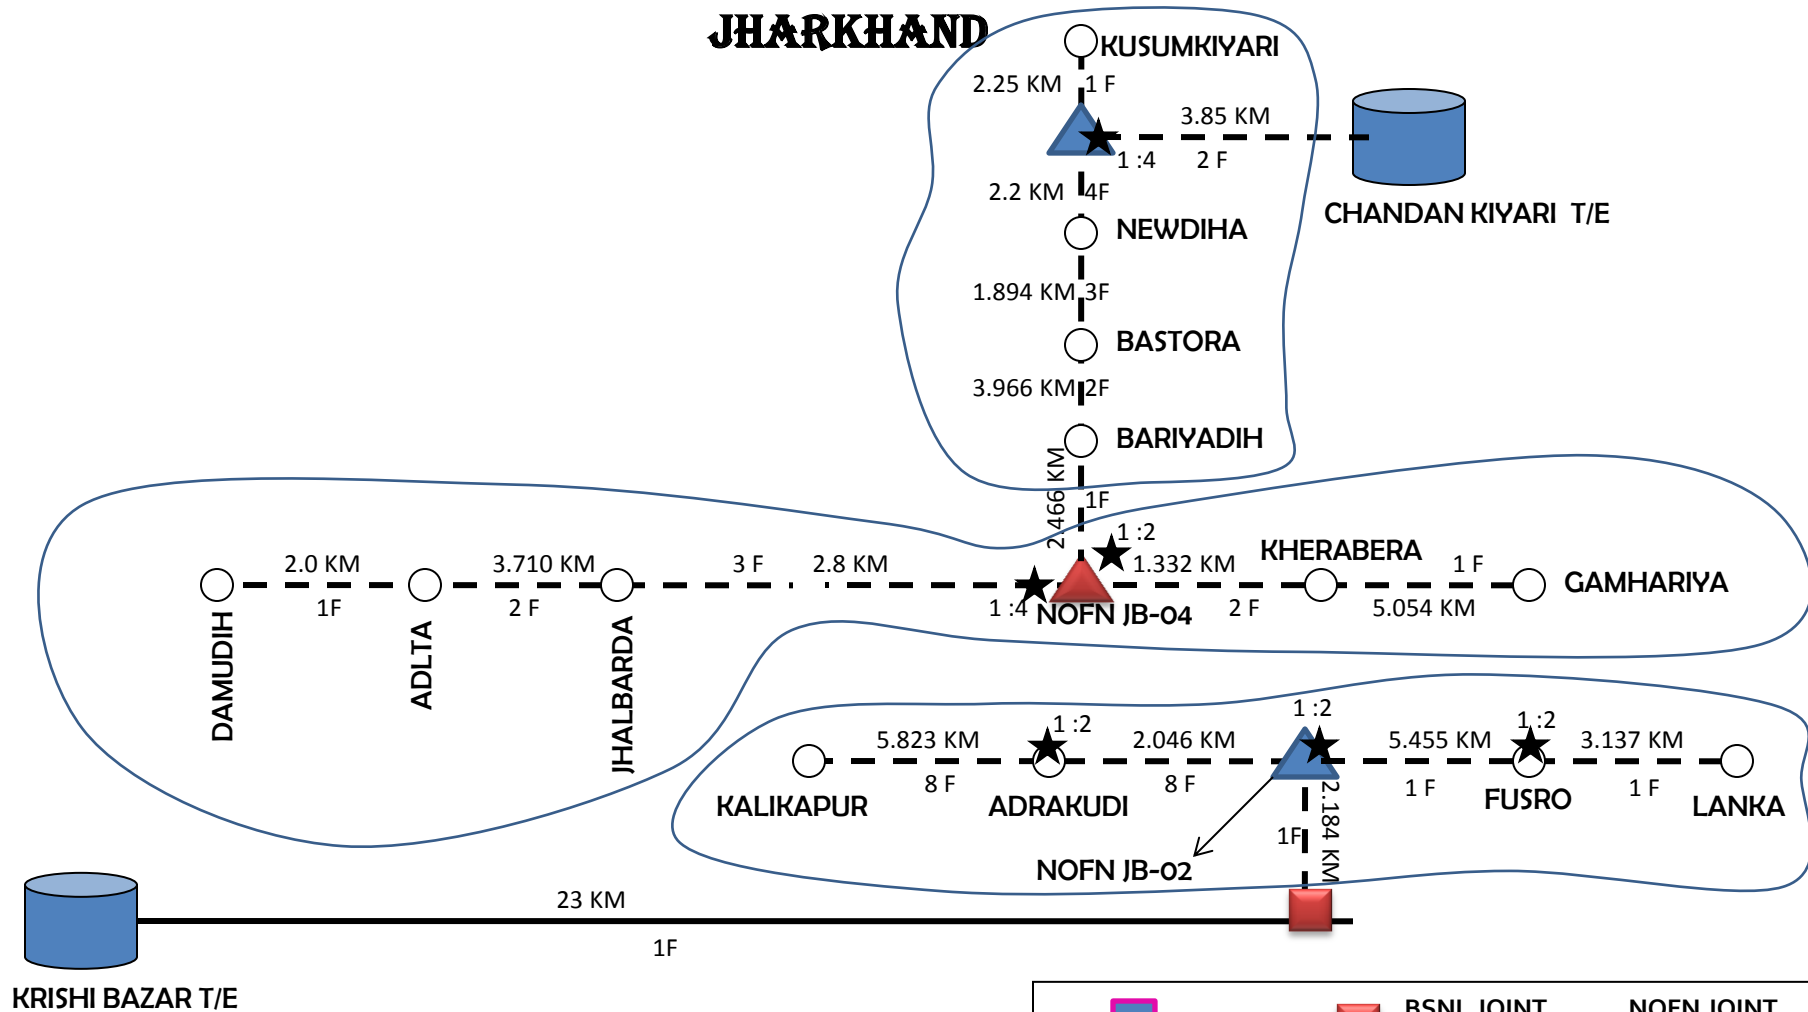 JHARKHAND
KUSUMKIYARI
2.25 KM 1 F
3.85 KM
1 :4 2 F
2.2 KM 4F
CHANDAN KIYARI T/E
NEWDIHA
1.894 KM 3F
BASTORA
3.966 KM 2F
BARIYADIH
2.466 KM
1F
1 :2
KHERABERA
2.0 KM 3.710 KM 3 F 2.8 KM 1.332 KM 1 F
GAMHARIYA
1F 2 F 1 :4 NOFN JB-04 2 F 5.054 KM
DAMUDIH
ADLTA
JHALBARDA
1 :2 1 :2 1 :2
5.823 KM 2.046 KM 5.455 KM 3.137 KM
8 F 8 F 1 F 1 F
KALIKAPUR ADRAKUDI FUSRO LANKA
2.184 KM
1F
NOFN JB-02
23 KM
1F
KRISHI BAZAR T/E
BSNL JOINT NOFN JOINT